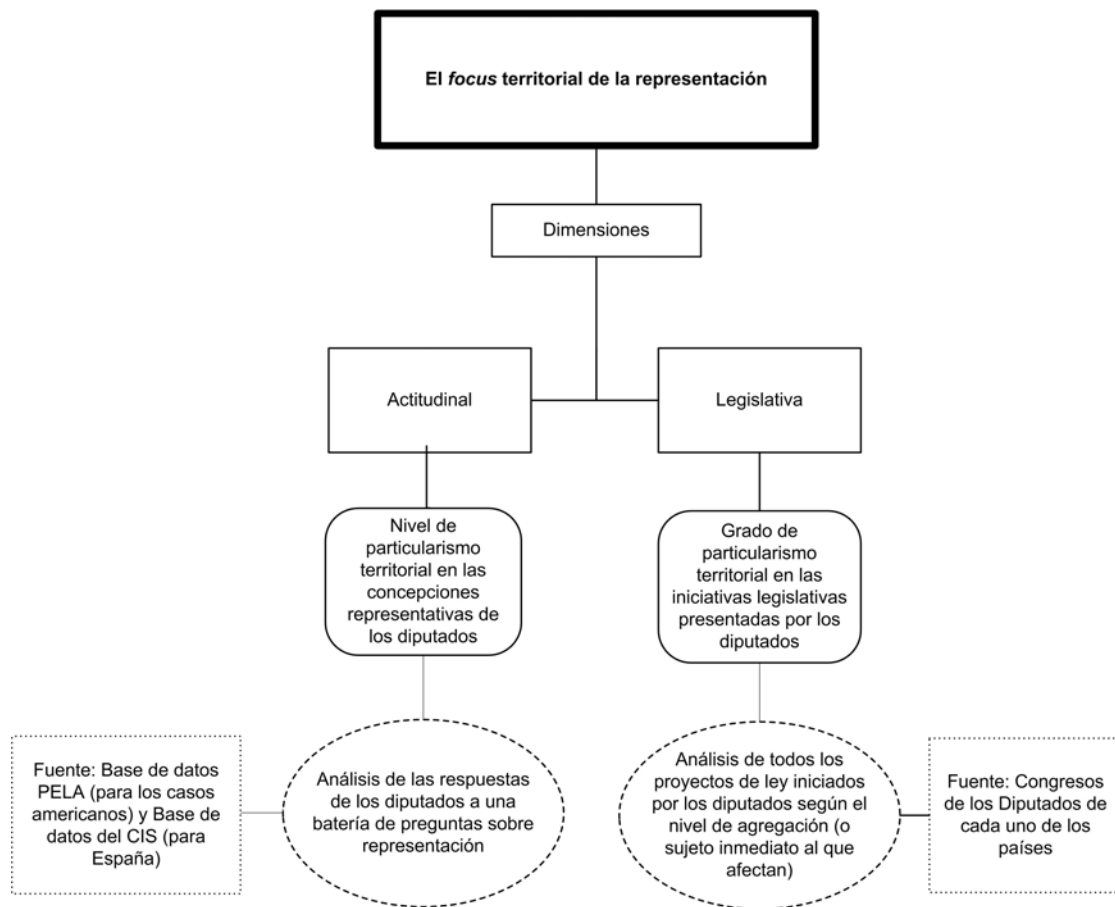 El focus territorial de la representación
Dimensiones
Actitudinal
Legislativa
Nivel de
particularismo
territorial en las
concepciones
representativas de
los diputados
Grado de
particularismo
territorial en las
iniciativas legislativas
presentadas por los
diputados
Fuente: Base de datos
PELA (para los casos
americanos) y Base de
datos del CIS (para
España)
Análisis de las respuestas
de los diputados a una
batería de preguntas sobre
representación
Análisis de todos los
proyectos de ley iniciados
por los diputados según el
nivel de agregación (o
sujeto inmediato al que
afectan)
Fuente: Congresos
de los Diputados de
cada uno de los
países